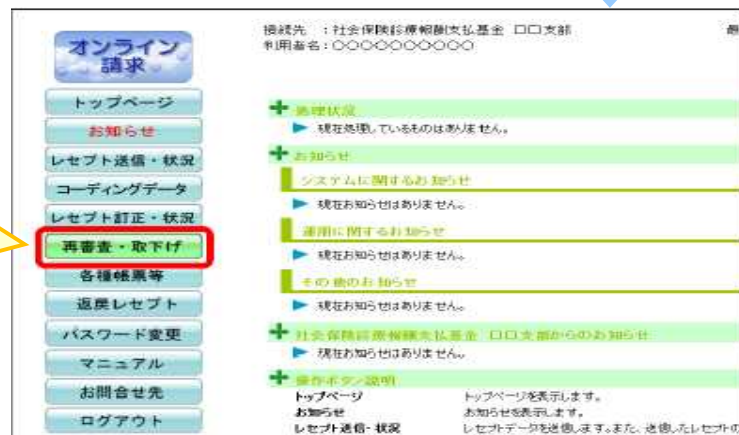 オンライン
請求
トップページ
お知らせ
レセプト送信・状況
コーディングデータ
レセプト訂正・状況
再審査・取下げ
各種帳票等
返戻レセプト
パスワード変更
マニュアル
お問合せ先
ログアウト
接続先 ：社会保険診療報酬支払基金 口口支部
利用者名：〇〇〇〇〇〇〇〇〇〇
処理状況
現在処理しているものはありません。
お知らせ
システムに関するお知らせ
現在お知らせはありません。
運用に関するお知らせ
現在お知らせはありません。
その他のお知らせ
現在お知らせはありません。
社会保険診療報酬支払基金 口口支部からのお知らせ
現在お知らせはありません。
操作ボタン説明
トップページ トップページを表示します。
お知らせ お知らせを表示します。
レセプト送信・状況 レセプトデータを送信します。また、送信したレセプトの